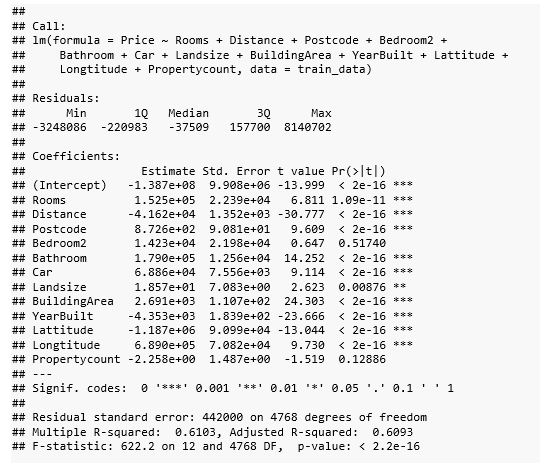 ##
## Call:
## lm(formula = Price ~ Rooms + Distance + Postcode + Bedroom2 +
##     Bathroom + Car + Landsize + BuildingArea + YearBuilt + Lattitude +
##     Longtitude + Propertycount, data = train_data)
##
## Residuals:
##      Min       1Q   Median       3Q      Max
## -3248086  -220983   -37509   157700  8140702
##
## Coefficients:
##                 Estimate Std. Error t value Pr(>|t|)
## (Intercept)   -1.387e+08  9.908e+06 -13.999  < 2e-16 ***
## Rooms          1.525e+05  2.239e+04   6.811 1.09e-11 ***
## Distance      -4.162e+04  1.352e+03 -30.777  < 2e-16 ***
## Postcode       8.726e+02  9.081e+01   9.609  < 2e-16 ***
## Bedroom2       1.423e+04  2.198e+04   0.647  0.51740
## Bathroom       1.790e+05  1.256e+04  14.252  < 2e-16 ***
## Car            6.886e+04  7.556e+03   9.114  < 2e-16 ***
## Landsize       1.857e+01  7.083e+00   2.623  0.00876 **
## BuildingArea   2.691e+03  1.107e+02  24.303  < 2e-16 ***
## YearBuilt     -4.353e+03  1.839e+02 -23.666  < 2e-16 ***
## Lattitude     -1.187e+06  9.099e+04 -13.044  < 2e-16 ***
## Longtitude     6.890e+05  7.082e+04   9.730  < 2e-16 ***
## Propertycount -2.258e+00  1.487e+00  -1.519  0.12886
## ---
## Signif. codes:  0 '***' 0.001 '**' 0.01 '*' 0.05 '.' 0.1 ' ' 1
##
## Residual standard error: 442000 on 4768 degrees of freedom
## Multiple R-squared:  0.6103, Adjusted R-squared:  0.6093
## F-statistic: 622.2 on 12 and 4768 DF,  p-value: < 2.2e-16